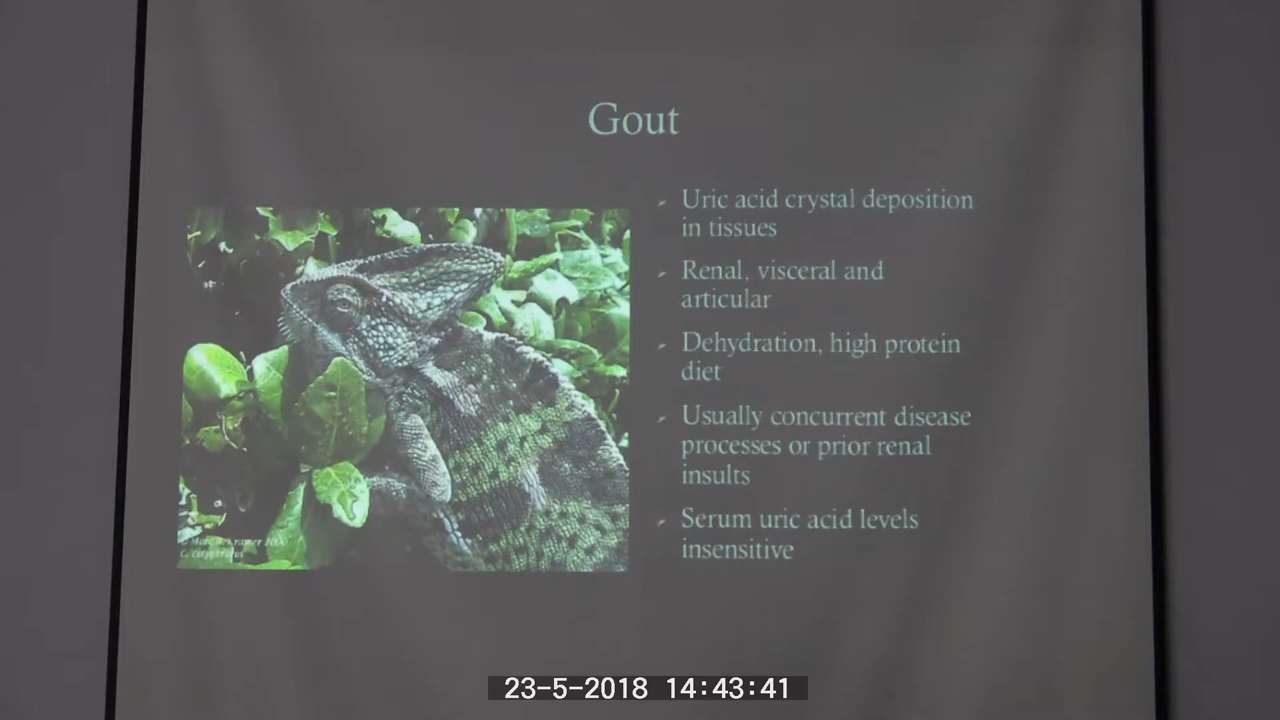 Gout
Uric acid crystal deposition
in tissues
Renal, visceral and
articular
Dehydration, high protein
diet
Usually concurrent disease
processes or prior renal
insults
Serum uric acid levels
insensitive
Kramer
23-5-2018 14:43:41